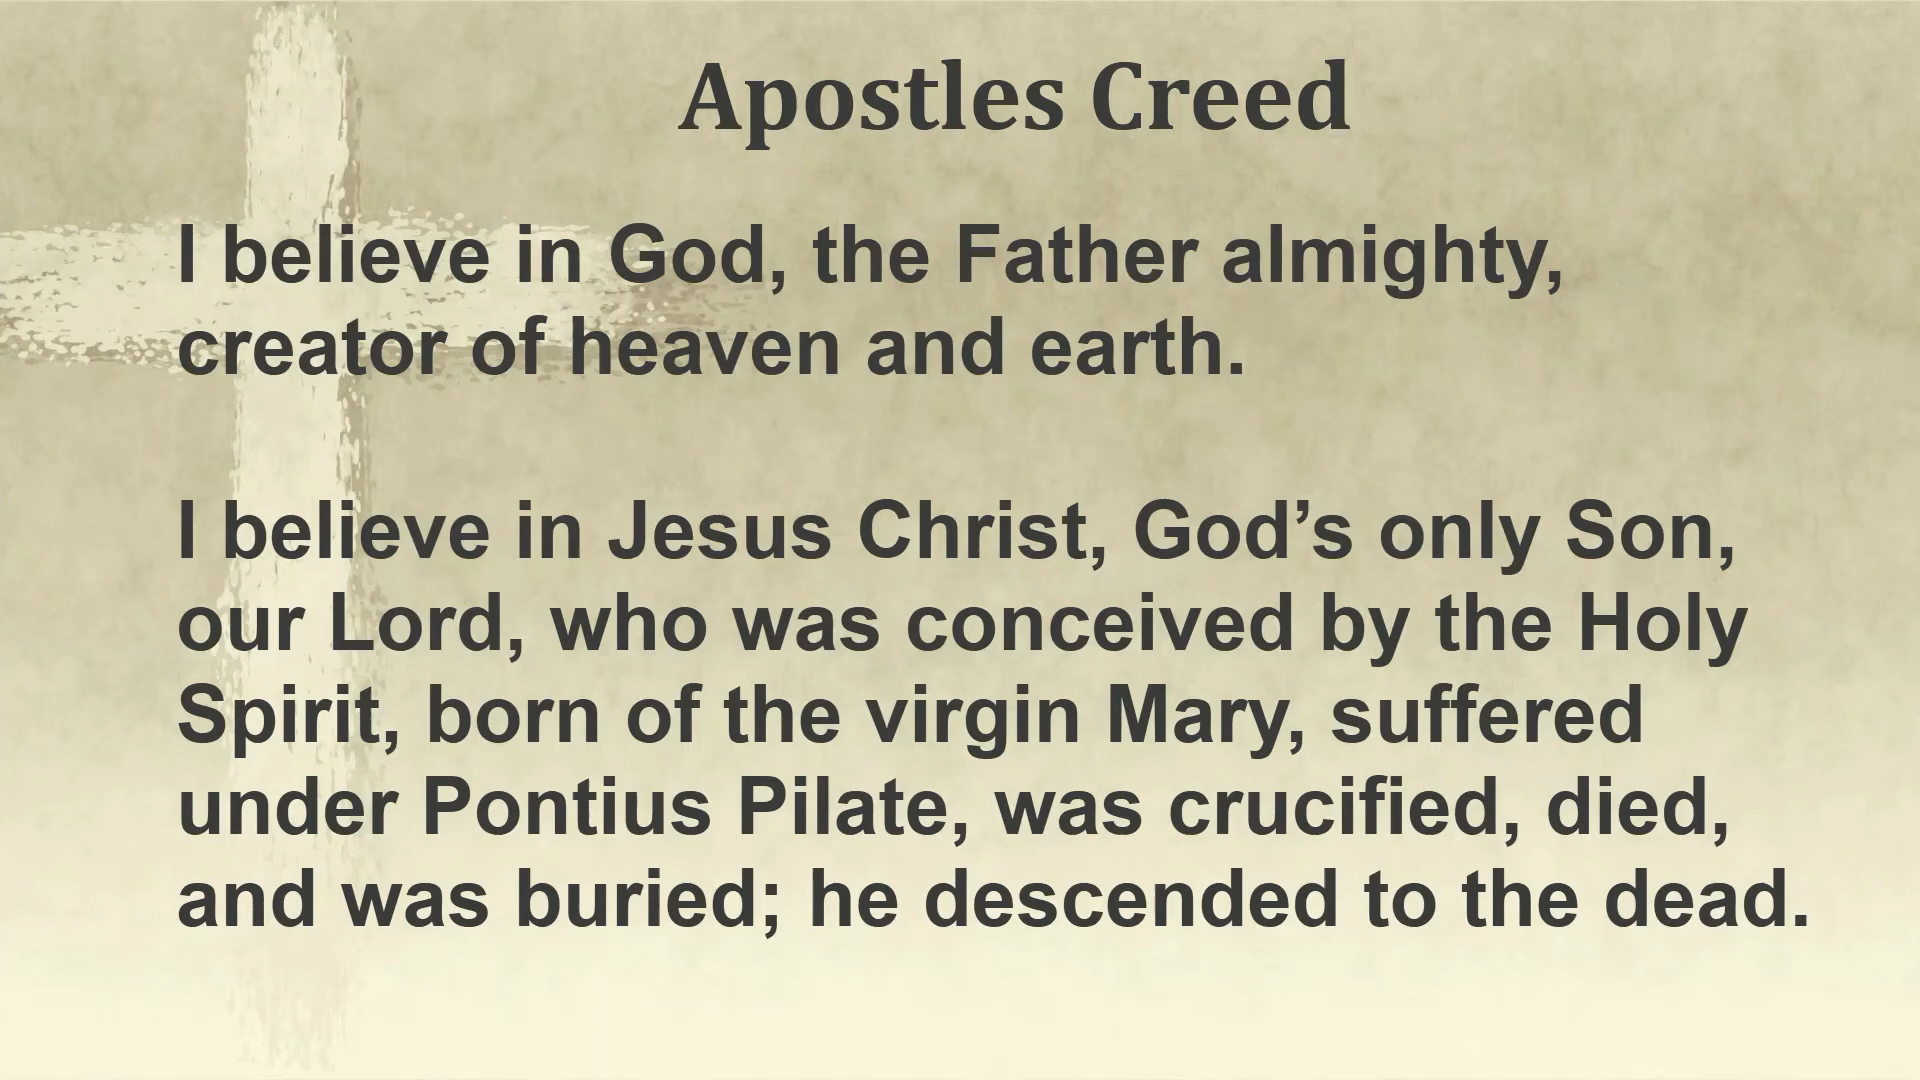 Apostles Creed
I believe in God, the Father almighty,
creator of heaven and earth.
I believe in Jesus Christ, God’s only Son,
our Lord, who was conceived by the Holy
Spirit, born of the virgin Mary, suffered
under Pontius Pilate, was crucified, died,
and was buried; he descended to the dead.